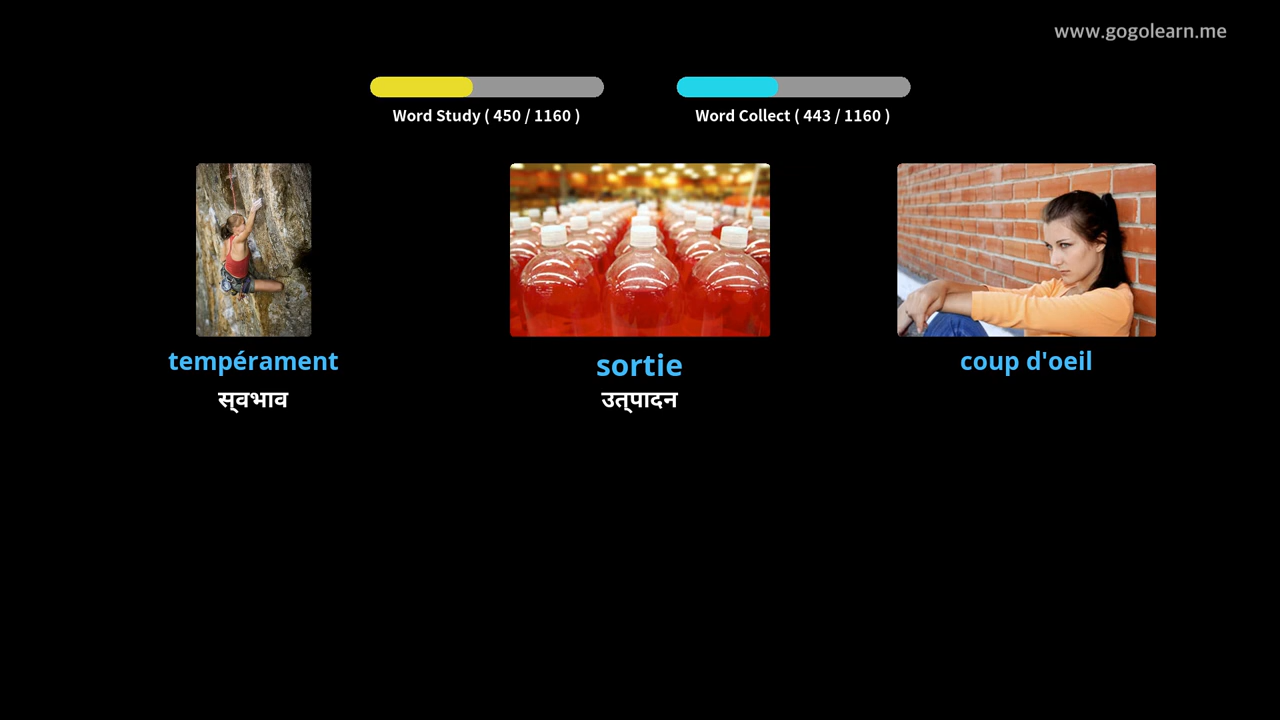 www.gogolearn.me
Word Study ( 450 / 1160 )
Word Collect ( 443 / 1160 )
tempérament
sortie
coup d'oeil
स्वभाव
उत्पादन